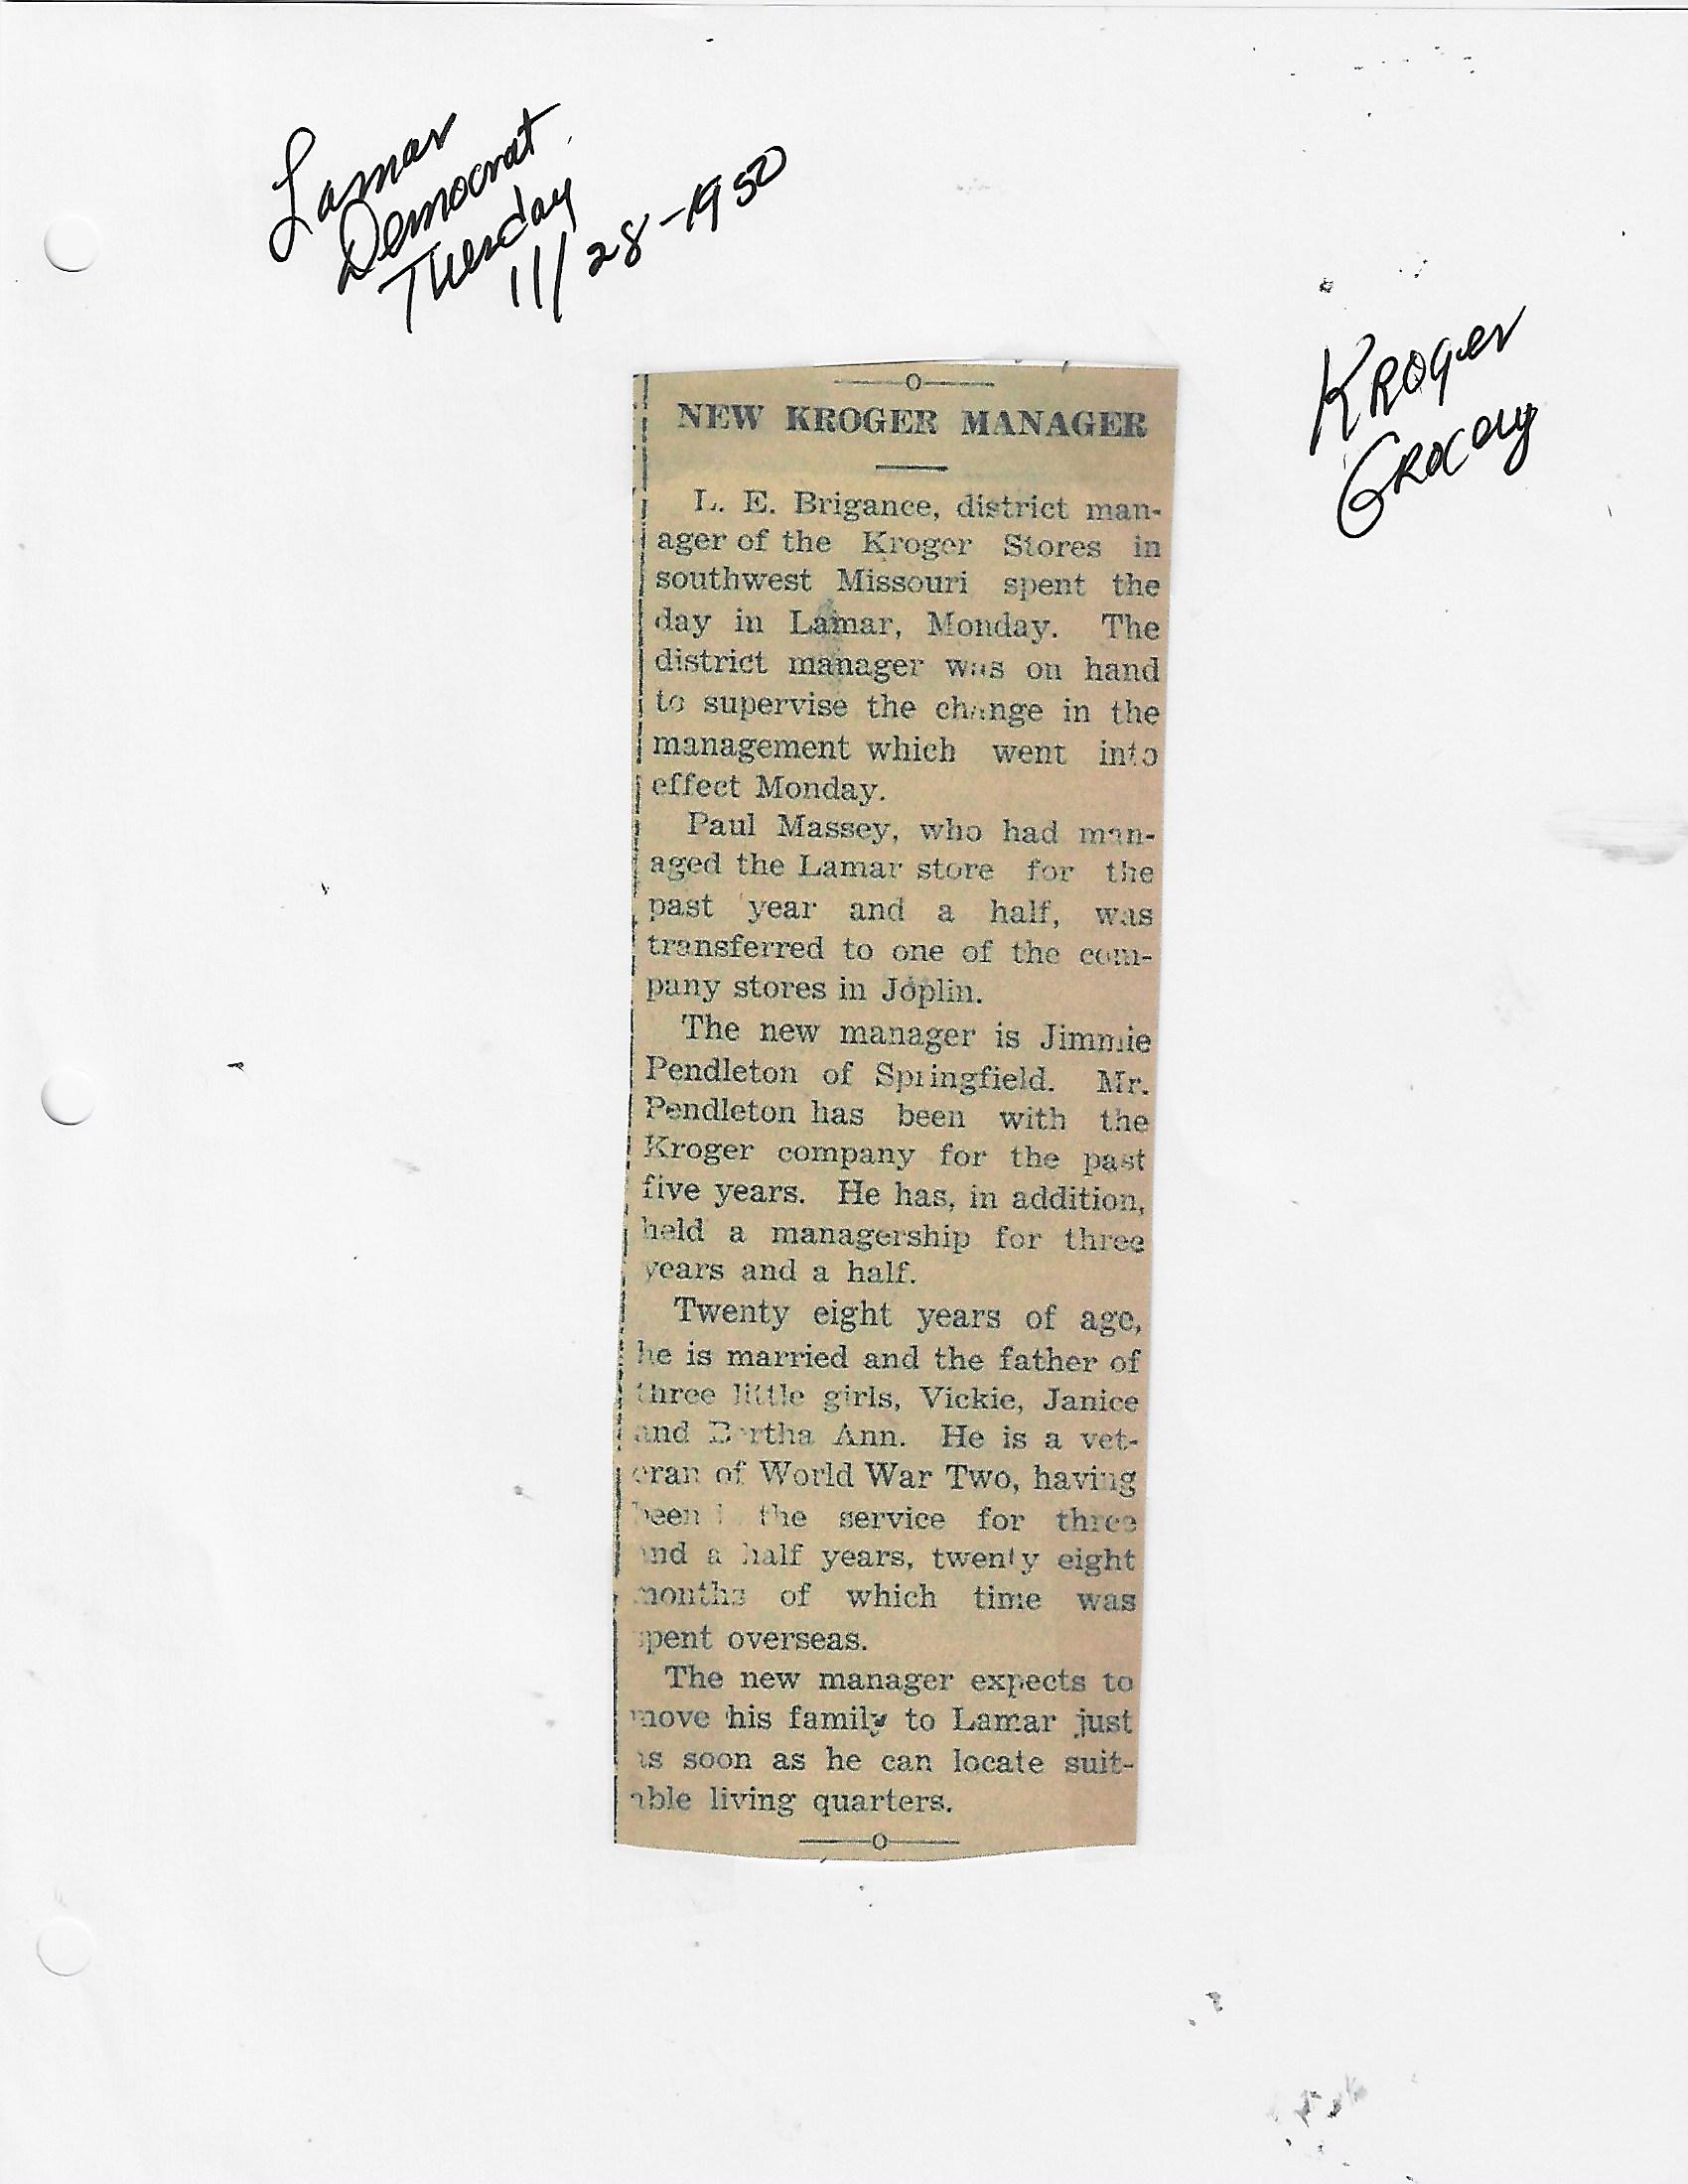 Lamar
Democrat
Tuesday
11/28-1950
Kroger
Grocery
NEW KROGER MANAGER
L. E. Brigance, district man-
ager of the Kroger Stores in
southwest Missouri spent the
day in Lamar, Monday. The
district manager was on hand
to supervise the change in the
management which went into
effect Monday.
Paul Massey, who had man-
aged the Lamar store for the
past year and a half, was
transferred to one of the com-
pany stores in Joplin.
The new manager is Jimmie
Pendleton of Springfield. Mr.
Pendleton has been with the
Kroger company for the past
five years. He has, in addition,
held a managership for three
years and a half.
Twenty eight years of age,
he is married and the father of
three little girls, Vickie, Janice
and Bertha Ann. He is a vet-
eran of World War Two, having
been in the service for three
and a half years, twenty eight
months of which time was
spent overseas.
The new manager expects to
move his family to Lamar just
as soon as he can locate suit-
able living quarters.